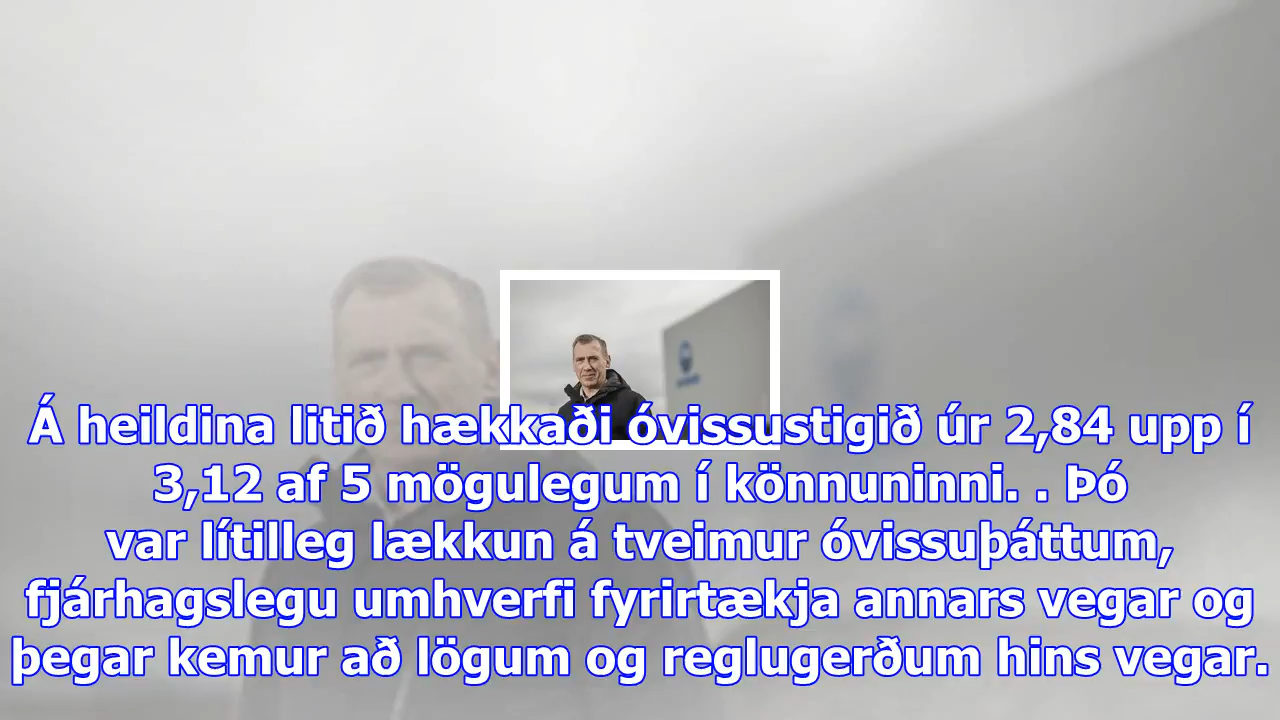 Á heildina litið hækkaði óvissustigið úr 2,84 upp í
3,12 af 5 mögulegum í könnuninni. . Þó
var lítilleg lækkun á tveimur óvissuþáttum,
fjárhagslegu umhverfi fyrirtækja annars vegar og
þegar kemur að lögum og reglugerðum hins vegar.